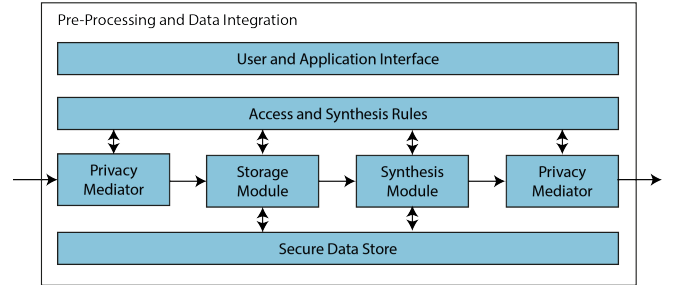 Pre-Processing and Data Integration
User and Application Interface
Access and Synthesis Rules
Privacy
Mediator
Storage
Module
Synthesis
Module
Privacy
Mediator
Secure Data Store